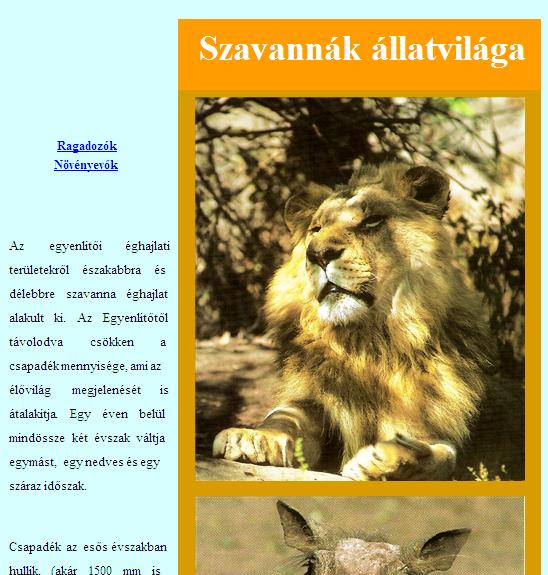 Szavannák állatvilága
Ragadozók
Növényevők
Az egyenlítői éghajlati
területekről északabbra és
délebbre szavanna éghajlat
alakult ki. Az Egyenlítőtől
távolodva csökken a
csapadék mennyisége, ami az
élővilág megjelenését is
átalakítja. Egy éven belül
mindössze két évszak váltja
egymást, egy nedves és egy
száraz időszak.
Csapadék az esős évszakban
hullik, (akár 1500 mm is